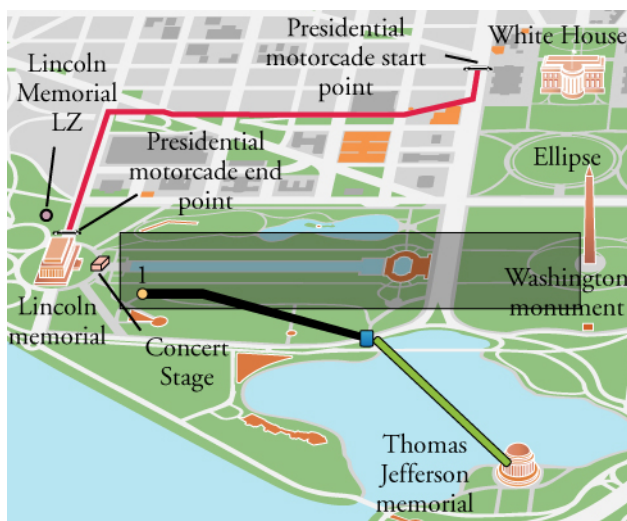 Presidential
motorcade start
point
White House
Lincoln
Memorial
LZ
Presidential
motorcade end
point
Ellipse
1
Washington
monument
Lincoln
memorial
Concert
Stage
Thomas
Jefferson
memorial